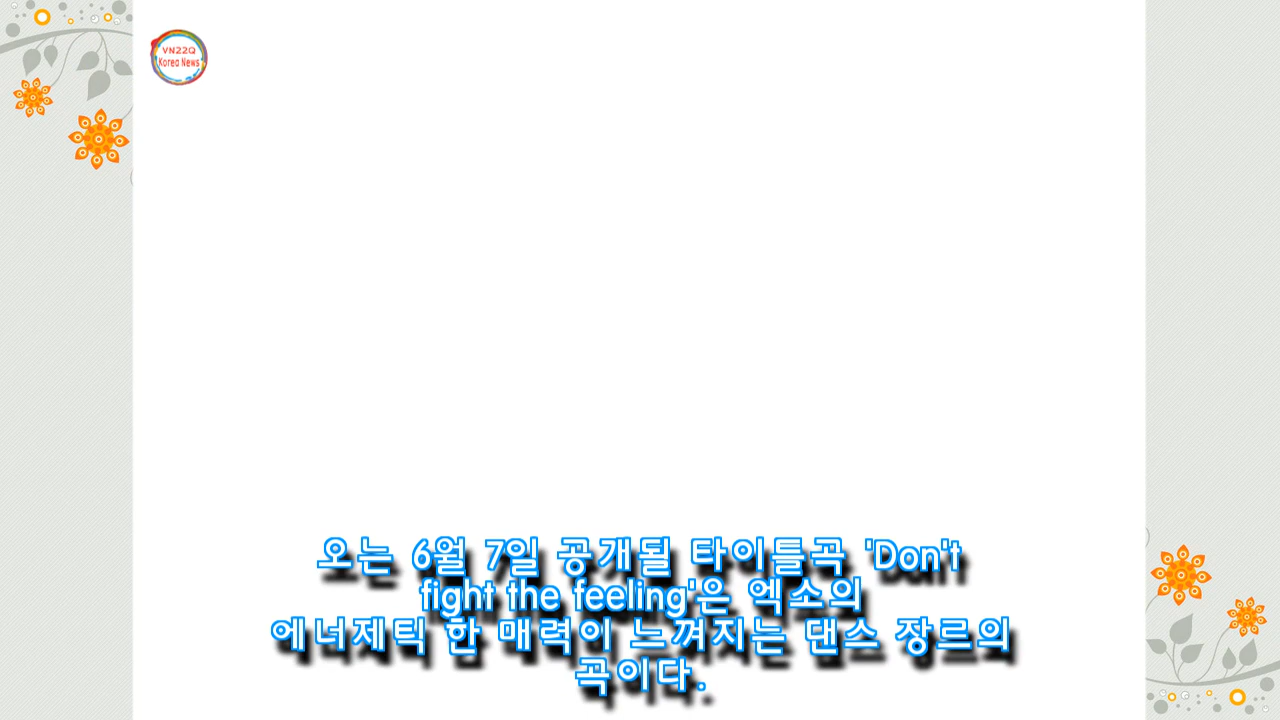 VN22Q
Korea News
오는 6월 7일 공개될 타이틀곡 'Don't
fight the feeling'은 엑소의
에너제틱 한 매력이 느껴지는 댄스 장르의
곡이다.